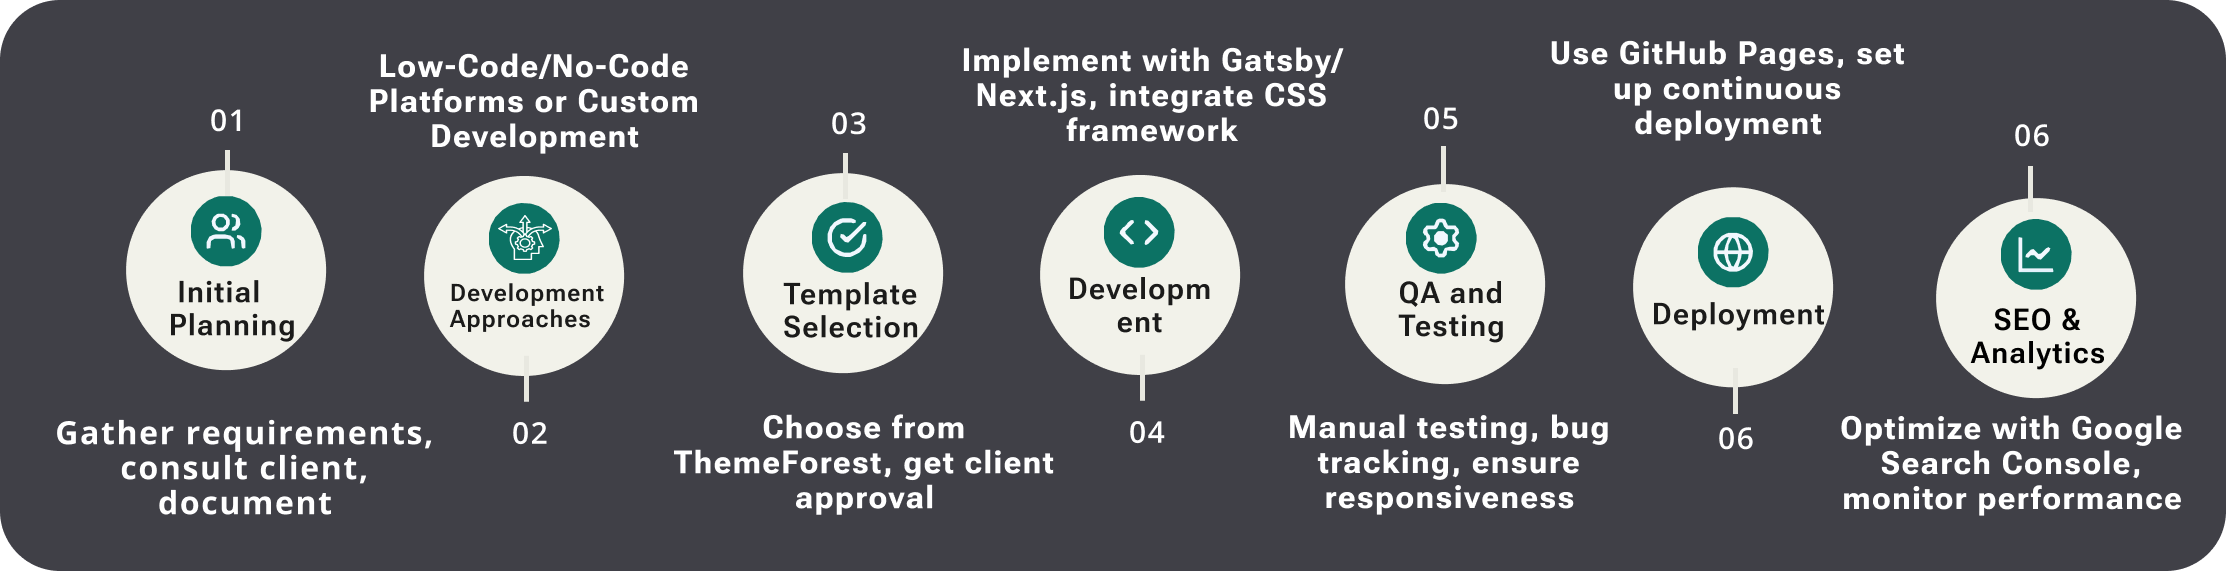 01
Initial
Planning
Gather requirements,
consult client,
document
Low-Code/No-Code
Platforms or Custom
Development
Development
Approaches
02
03
Template
Selection
Choose from
ThemeForest, get client
approval
Implement with Gatsby/
Next.js, integrate CSS
framework
Developm
ent
04
05
QA and
Testing
Manual testing, bug
tracking, ensure
responsiveness
Use GitHub Pages, set
up continuous
deployment
Deployment
06
06
SEO &
Analytics
Optimize with Google
Search Console,
monitor performance